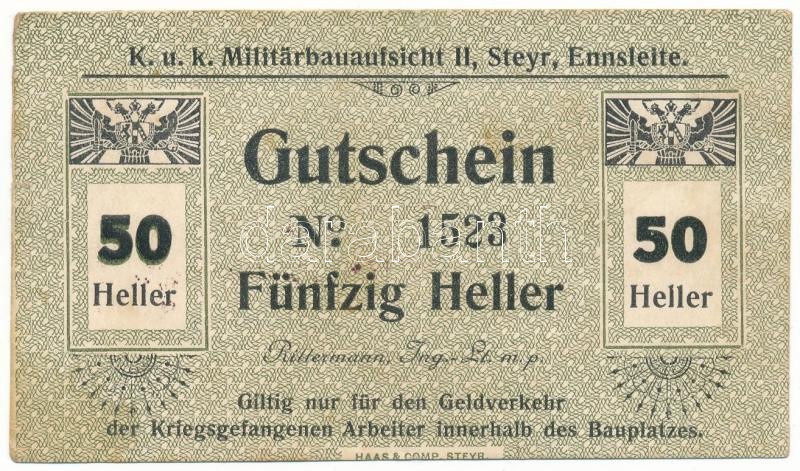 K. u. k. Militärbauaufsicht II, Steyr, Ennsleite.
Gutschein
50
Heller
No 1523
50
Heller
Fünfzig Heller
Rittermann, Ing.-Lt. m. p.
Giltig nur für den Geldverkehr
der Kriegsgefangenen Arbeiter innerhalb des Bauplatzes.
HAAS & COMP. STEYR.
darabanth